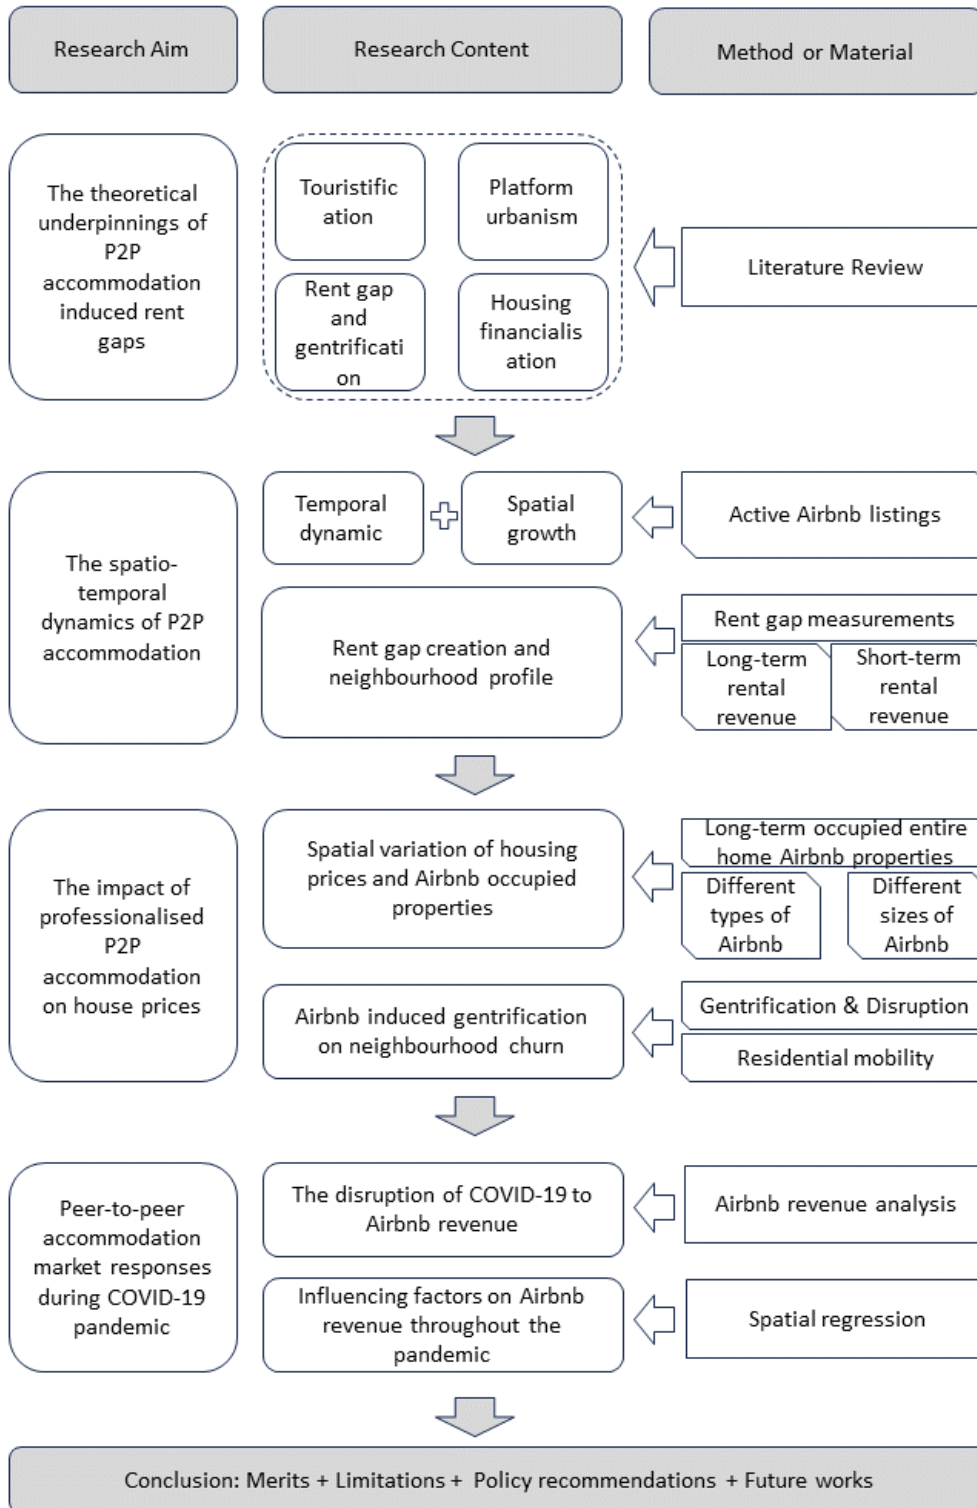 Research Aim
Research Content
Method or Material
The theoretical
underpinnings of
P2P
accommodation
induced rent
gaps
Touristific
ation
Platform
urbanism
Rent gap
and
gentrificati
on
Housing
financialis
ation
Literature Review
The spatio-
temporal
dynamics of P2P
accommodation
Temporal
dynamic
Spatial
growth
Active Airbnb listings
Rent gap creation and
neighbourhood profile
Rent gap measurements
Long-term
rental
revenue
Short-term
rental
revenue
The impact of
professionalised
P2P
accommodation
on house prices
Spatial variation of housing
prices and Airbnb occupied
properties
Long-term occupied entire
home Airbnb properties
Different
types of
Airbnb
Different
sizes of
Airbnb
Airbnb induced gentrification
on neighbourhood churn
Gentrification & Disruption
Residential mobility
Peer-to-peer
accommodation
market responses
during COVID-19
pandemic
The disruption of COVID-19 to
Airbnb revenue
Airbnb revenue analysis
Influencing factors on Airbnb
revenue throughout the
pandemic
Spatial regression
Conclusion: Merits + Limitations + Policy recommendations + Future works